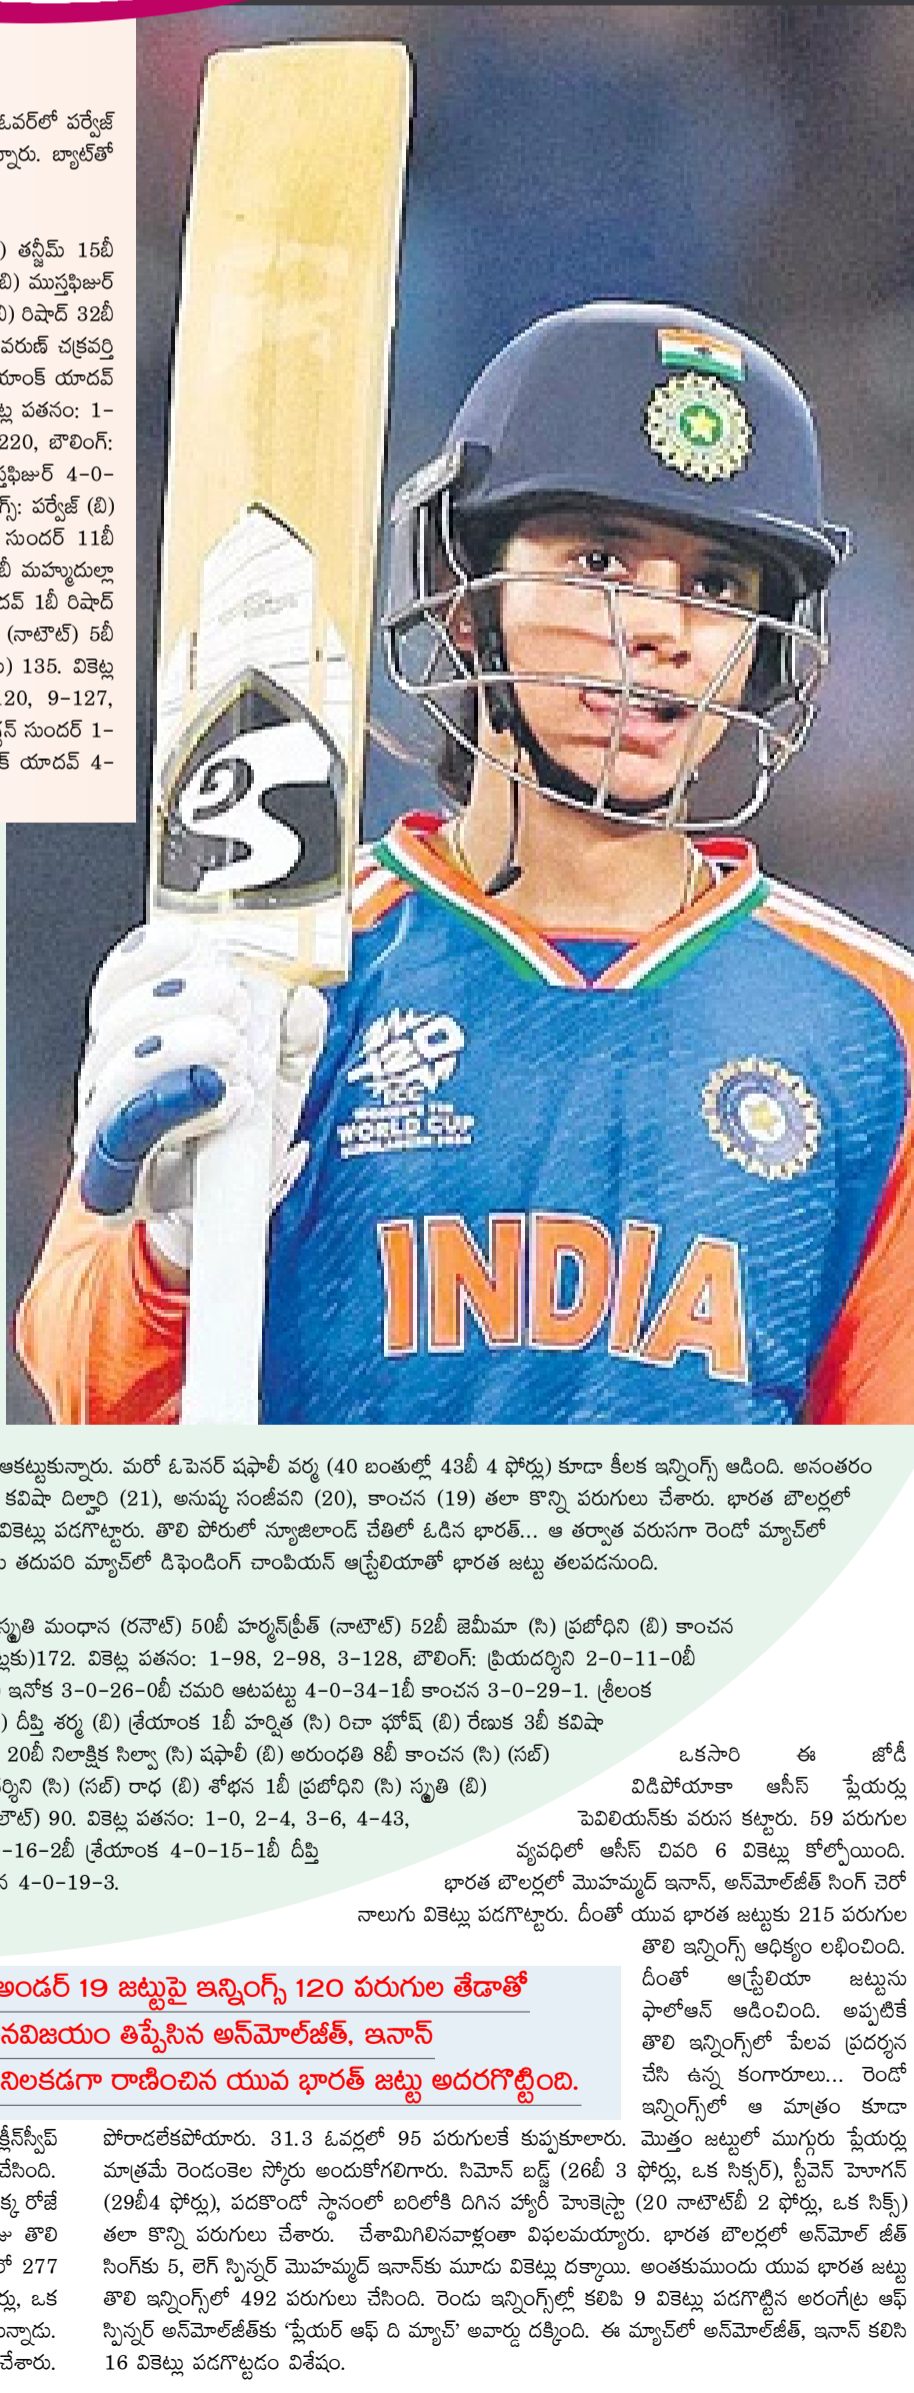 ఓవర్‌లో పర్వేజ్
న్నారు. బ్యాట్‌తో
) తన్జీమ్ 15బీ
బి) ముస్తఫిజుర్
రిషాద్ 32బీ
వరుణ్ చక్రవర్తి
యాంక్ యాదవ్
పతనం: 1-
220, బౌలింగ్:
4-0-
పర్వేజ్ (బి)
సుందర్ 11బీ
బీ మహ్ముదుల్లా
1బీ రిషాద్
(నాటౌట్) 5బీ
135. వికెట్ల
120, 9-127,
సుందర్ 1-
యాదవ్ 4-
ICC
WOMEN'S T20
WORLD CUP
INDIA
ఆకట్టుకున్నారు. మరో ఓపెనర్ షఫాలీ వర్మ (40 బంతుల్లో 43బీ 4 ఫోర్లు) కూడా కీలక ఇన్నింగ్స్ ఆడింది. అనంతరం
కవిషా దిల్హారి (21), అనుష్క సంజీవని (20), కాంచన (19) తలా కొన్ని పరుగులు చేశారు. భారత బౌలర్లలో
వికెట్లు పడగొట్టారు. తొలి పోరులో న్యూజిలాండ్ చేతిలో ఓడిన భారత్... ఆ తర్వాత వరుసగా రెండో మ్యాచ్‌లో
తదుపరి మ్యాచ్‌లో డిఫెండింగ్ చాంపియన్ ఆస్ట్రేలియాతో భారత జట్టు తలపడనుంది.
స్మృతి మంధాన (రనౌట్) 50బీ హర్మన్‌ప్రీత్ (నాటౌట్) 52బీ జెమీమా (సి) ప్రబోధిని (బి) కాంచన
172. వికెట్ల పతనం: 1-98, 2-98, 3-128, బౌలింగ్: ప్రియదర్శిని 2-0-11-0బీ
ఇనోక 3-0-26-0బీ చమరి ఆటపట్టు 4-0-34-1బీ కాంచన 3-0-29-1. శ్రీలంక
) దీప్తి శర్మ (బి) శ్రేయాంక 1బీ హర్షిత (సి) రిచా ఘోష్ (బి) రేణుక 3బీ కవిషా
20బీ నిలాక్షిక సిల్వా (సి) షఫాలీ (బి) అరుంధతి 8బీ కాంచన (సి) (సబ్)
(సి) (సబ్) రాధ (బి) శోభన 1బీ ప్రబోధిని (సి) స్మృతి (బి)
90. వికెట్ల పతనం: 1-0, 2-4, 3-6, 4-43,
-16-2బీ శ్రేయాంక 4-0-15-1బీ దీప్తి
4-0-19-3.
ఒకసారి ఈ జోడీ
విడిపోయాకా ఆసీస్ ప్లేయర్లు
పెవిలియన్‌కు వరుస కట్టారు. 59 పరుగుల
వ్యవధిలో ఆసీస్ చివరి 6 వికెట్లు కోల్పోయింది.
భారత బౌలర్లలో మొహమ్మద్ ఇనాన్, అన్‌మోల్‌జీత్ సింగ్ చెరో
నాలుగు వికెట్లు పడగొట్టారు. దీంతో యువ భారత జట్టుకు 215 పరుగుల
తొలి ఇన్నింగ్స్ ఆధిక్యం లభించింది.
దీంతో ఆస్ట్రేలియా జట్టును
ఫాలోఆన్ ఆడించింది. అప్పటికే
తొలి ఇన్నింగ్స్‌లో పేలవ ప్రదర్శన
చేసి ఉన్న కంగారూలు... రెండో
ఇన్నింగ్స్‌లో ఆ మాత్రం కూడా
అండర్ 19 జట్టుపై ఇన్నింగ్స్ 120 పరుగుల తేడాతో
నవిజయం తిప్పేసిన అన్‌మోల్‌జీత్, ఇనాన్
నిలకడగా రాణించిన యువ భారత్ జట్టు అదరగొట్టింది.
క్లీన్‌స్వీప్
చేసింది.
క్క రోజే
తొలి
277
ఒక
న్నాడు.
చేశారు.
పోరాడలేకపోయారు. 31.3 ఓవర్లలో 95 పరుగులకే కుప్పకూలారు. మొత్తం జట్టులో ముగ్గురు ప్లేయర్లు
మాత్రమే రెండంకెల స్కోరు అందుకోగలిగారు. సిమోన్ బడ్జ్ (26బీ 3 ఫోర్లు, ఒక సిక్సర్), స్టీవెన్ హెూగన్
(29బీ4 ఫోర్లు), పదకొండో స్థానంలో బరిలోకి దిగిన హ్యారీ హెుకెస్ట్రా (20 నాటౌట్‌బీ 2 ఫోర్లు, ఒక సిక్స్)
తలా కొన్ని పరుగులు చేశారు. చేశామిగిలినవాళ్లంతా విఫలమయ్యారు. భారత బౌలర్లలో అన్‌మోల్ జీత్
సింగ్‌కు 5, లెగ్ స్పిన్నర్ మొహమ్మద్ ఇనాన్‌కు మూడు వికెట్లు దక్కాయి. అంతకుముందు యువ భారత జట్టు
తొలి ఇన్నింగ్స్‌లో 492 పరుగులు చేసింది. రెండు ఇన్నింగ్స్‌ల్లో కలిపి 9 వికెట్లు పడగొట్టిన అరంగేట్ర ఆఫ్
స్పిన్నర్ అన్‌మోల్‌జీత్‌కు ‘ప్లేయర్ ఆఫ్ ది మ్యాచ్’ అవార్డు దక్కింది. ఈ మ్యాచ్‌లో అన్‌మోల్‌జీత్, ఇనాన్ కలిసి
16 వికెట్లు పడగొట్టడం విశేషం.